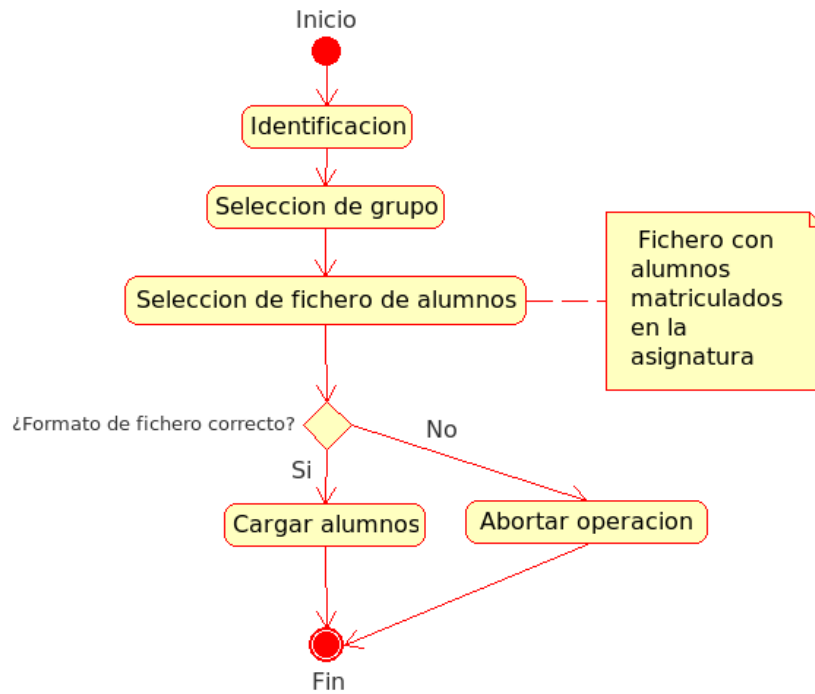 Inicio
Identificacion
Seleccion de grupo
Seleccion de fichero de alumnos
Fichero con
alumnos
matriculados
en la
asignatura
¿Formato de fichero correcto?
No
Si
Cargar alumnos
Abortar operacion
Fin